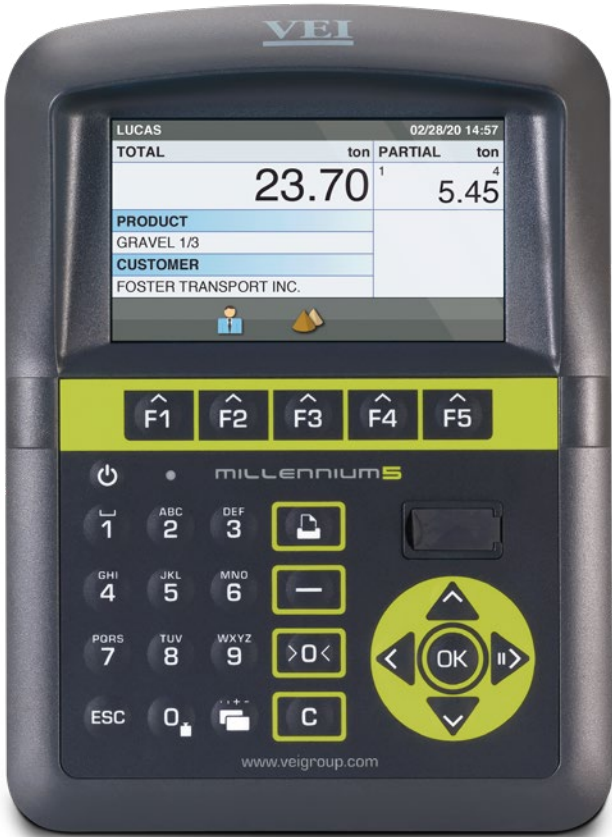 VEI
LUCAS 02/28/20 14:57
TOTAL ton PARTIAL ton
23.70 1 4 5.45
PRODUCT
GRAVEL 1/3
CUSTOMER
FOSTER TRANSPORT INC.
F1 F2 F3 F4 F5
millennium5
1 ABC 2 DEF 3
GHI 4 JKL 5 MNO 6
PQRS 7 TUV 8 WXYZ 9 >0<
OK
ESC 0 C
www.veigroup.com